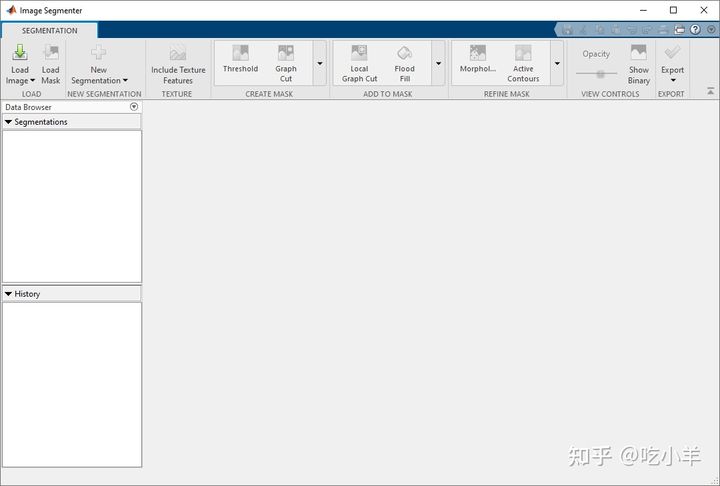 Image Segmenter
SEGMENTATION
Load Image
Load Mask
New Segmentation
Include Texture Features
Threshold
Graph Cut
Local Graph Cut
Flood Fill
Morphol...
Active Contours
Opacity
Show Binary
Export
LOAD
NEW SEGMENTATION
TEXTURE
CREATE MASK
ADD TO MASK
REFINE MASK
VIEW CONTROLS
EXPORT
Data Browser
Segmentations
History
知乎 @吃小羊